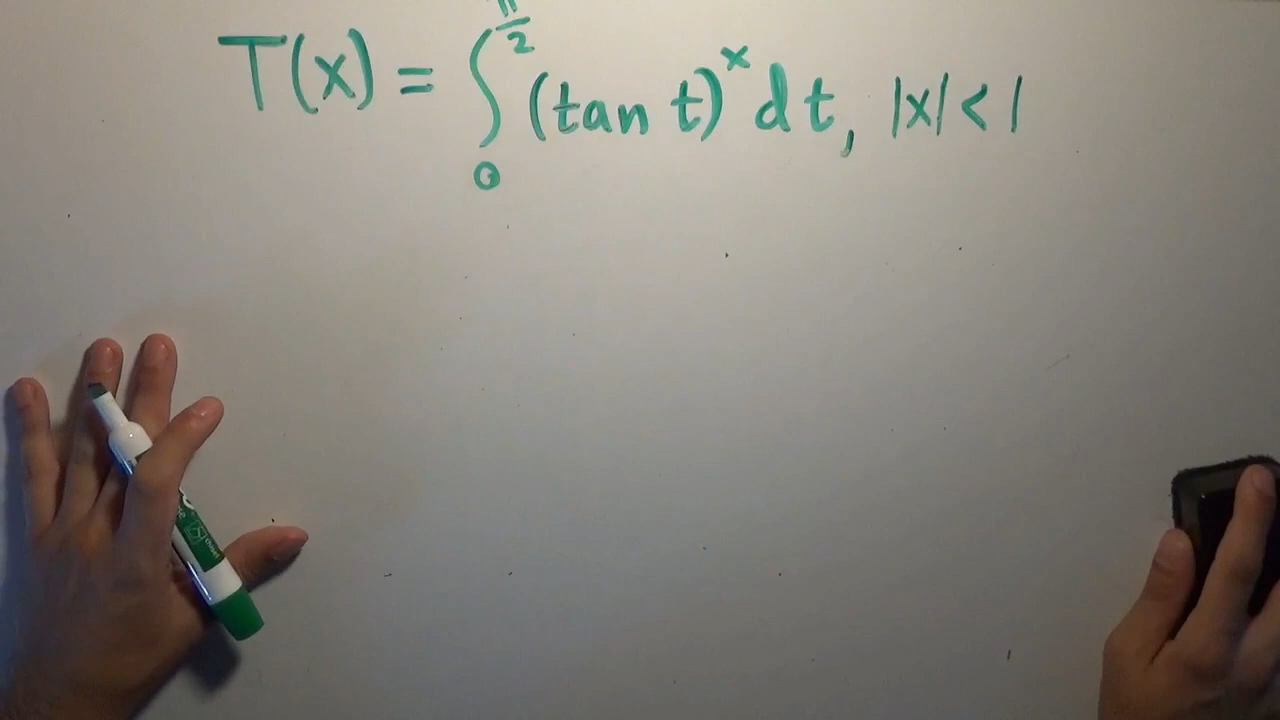 T(x) = ∫₀^{π/2} (tan t)^x dt, |x| < 1